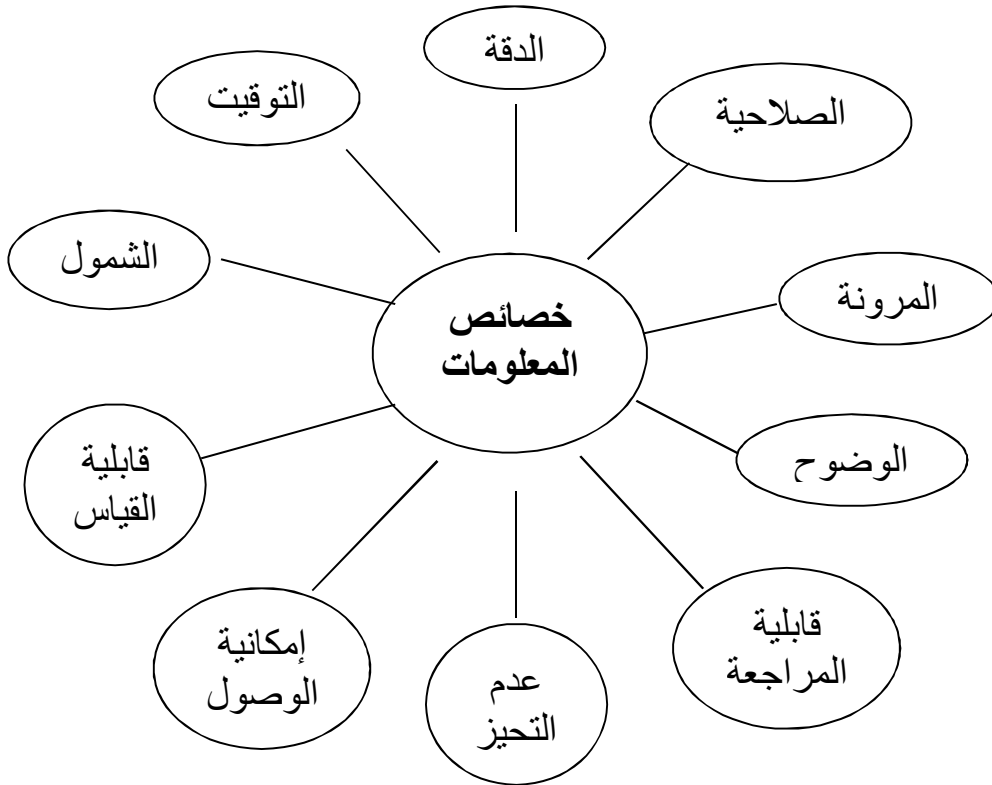 الدقة
الصلاحية
التوقيت
الشمول
المرونة
خصائص
المعلومات
الوضوح
قابلية
القياس
قابلية
المراجعة
إمكانية
الوصول
عدم
التحيز